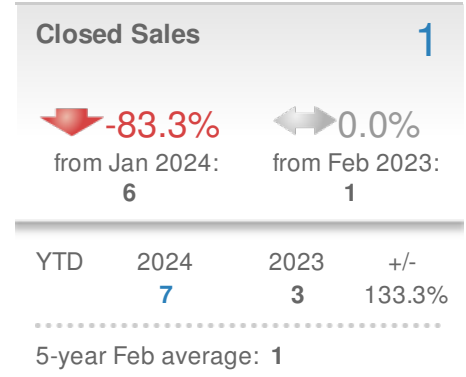 Closed Sales 1
-83.3% 0.0%
from Jan 2024: from Feb 2023:
6 1
YTD 2024 2023 +/-
7 3 133.3%
5-year Feb average: 1